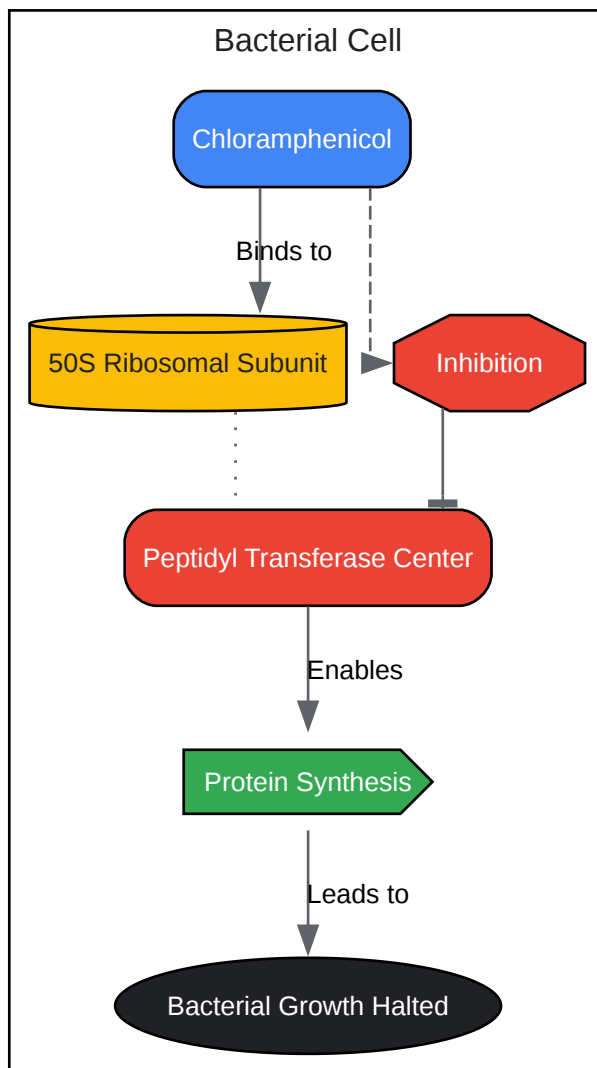 Bacterial Cell
Chloramphenicol
Binds to
50S Ribosomal Subunit
Inhibition
Peptidyl Transferase Center
Enables
Protein Synthesis
Leads to
Bacterial Growth Halted